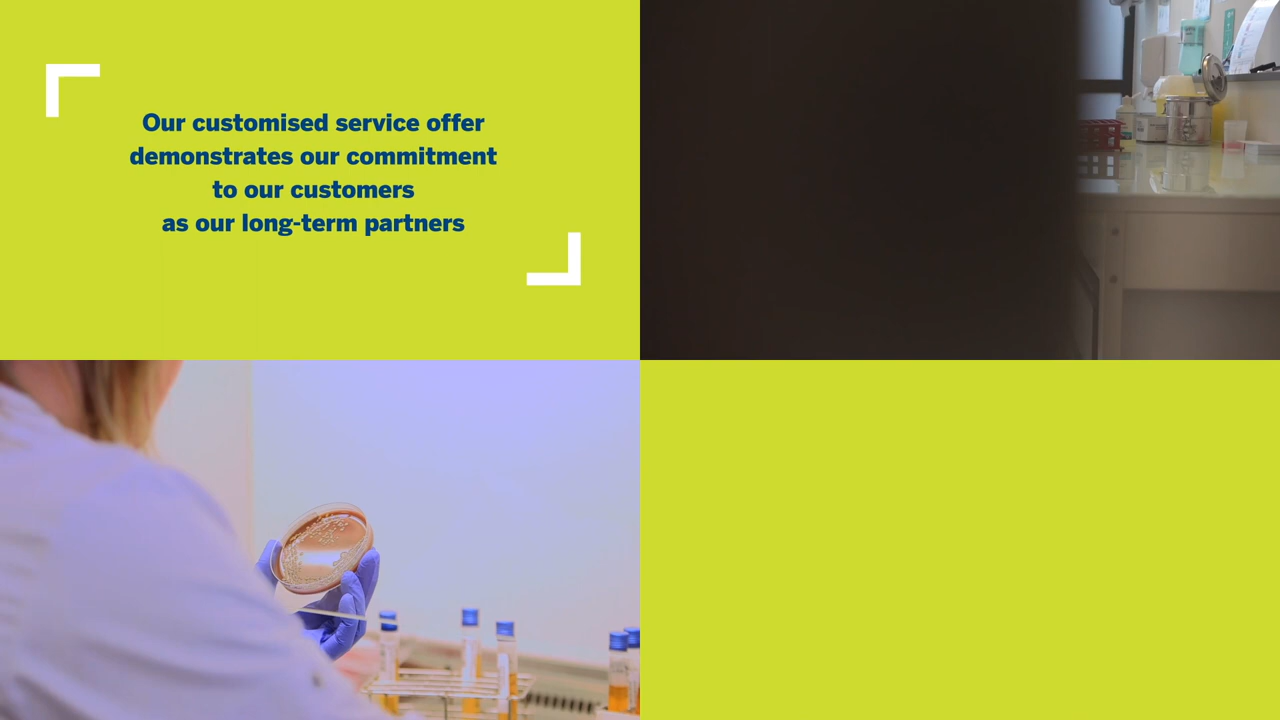 Our customised service offer
demonstrates our commitment
to our customers
as our long-term partners